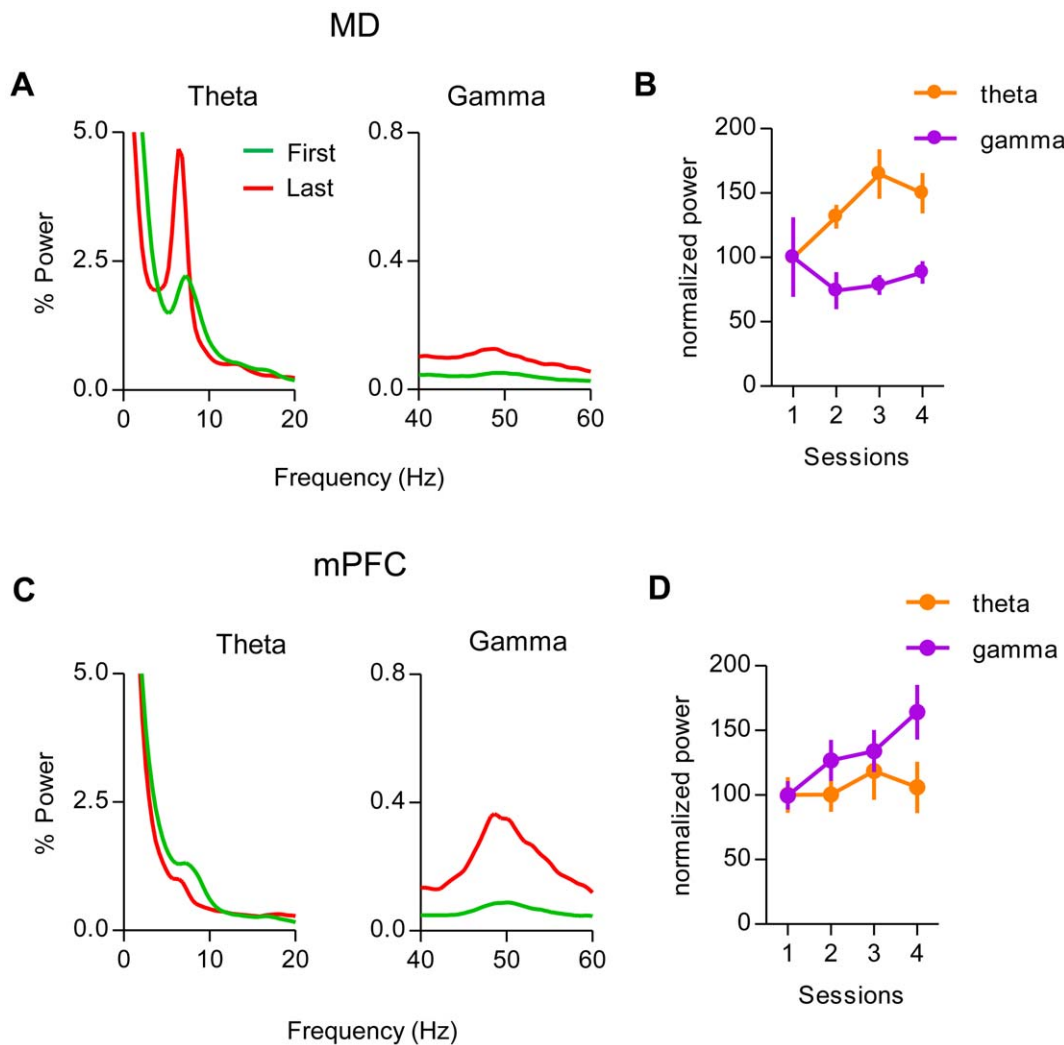 MD
A
Theta
Gamma
5.0
2.5
0.0
% Power
First
Last
0 10 20
0.8
0.4
0.0
40 50 60
Frequency (Hz)
B
theta
gamma
200
150
100
50
0
normalized power
1 2 3 4
Sessions
mPFC
C
Theta
Gamma
5.0
2.5
0.0
% Power
0 10 20
0.8
0.4
0.0
40 50 60
Frequency (Hz)
D
theta
gamma
200
150
100
50
0
normalized power
1 2 3 4
Sessions